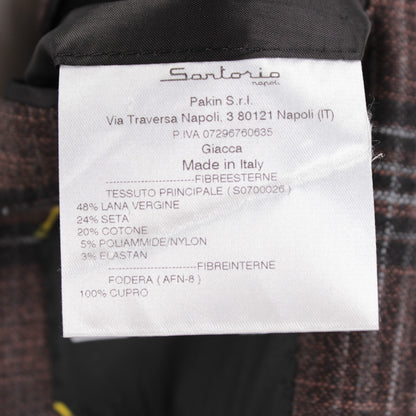 Sartorio
napoli
Pakin S.r.l.
Via Traversa Napoli, 3 80121 Napoli (IT)
P.IVA 07296760635
Giacca
Made in Italy
--------------------------FIBREESTERNE
TESSUTO PRINCIPALE ( S0700026 )
48% LANA VERGINE
24% SETA
20% COTONE
5% POLIAMMIDE/NYLON
3% ELASTAN
--------------------------FIBREINTERNE
FODERA ( AFN-8 )
100% CUPRO